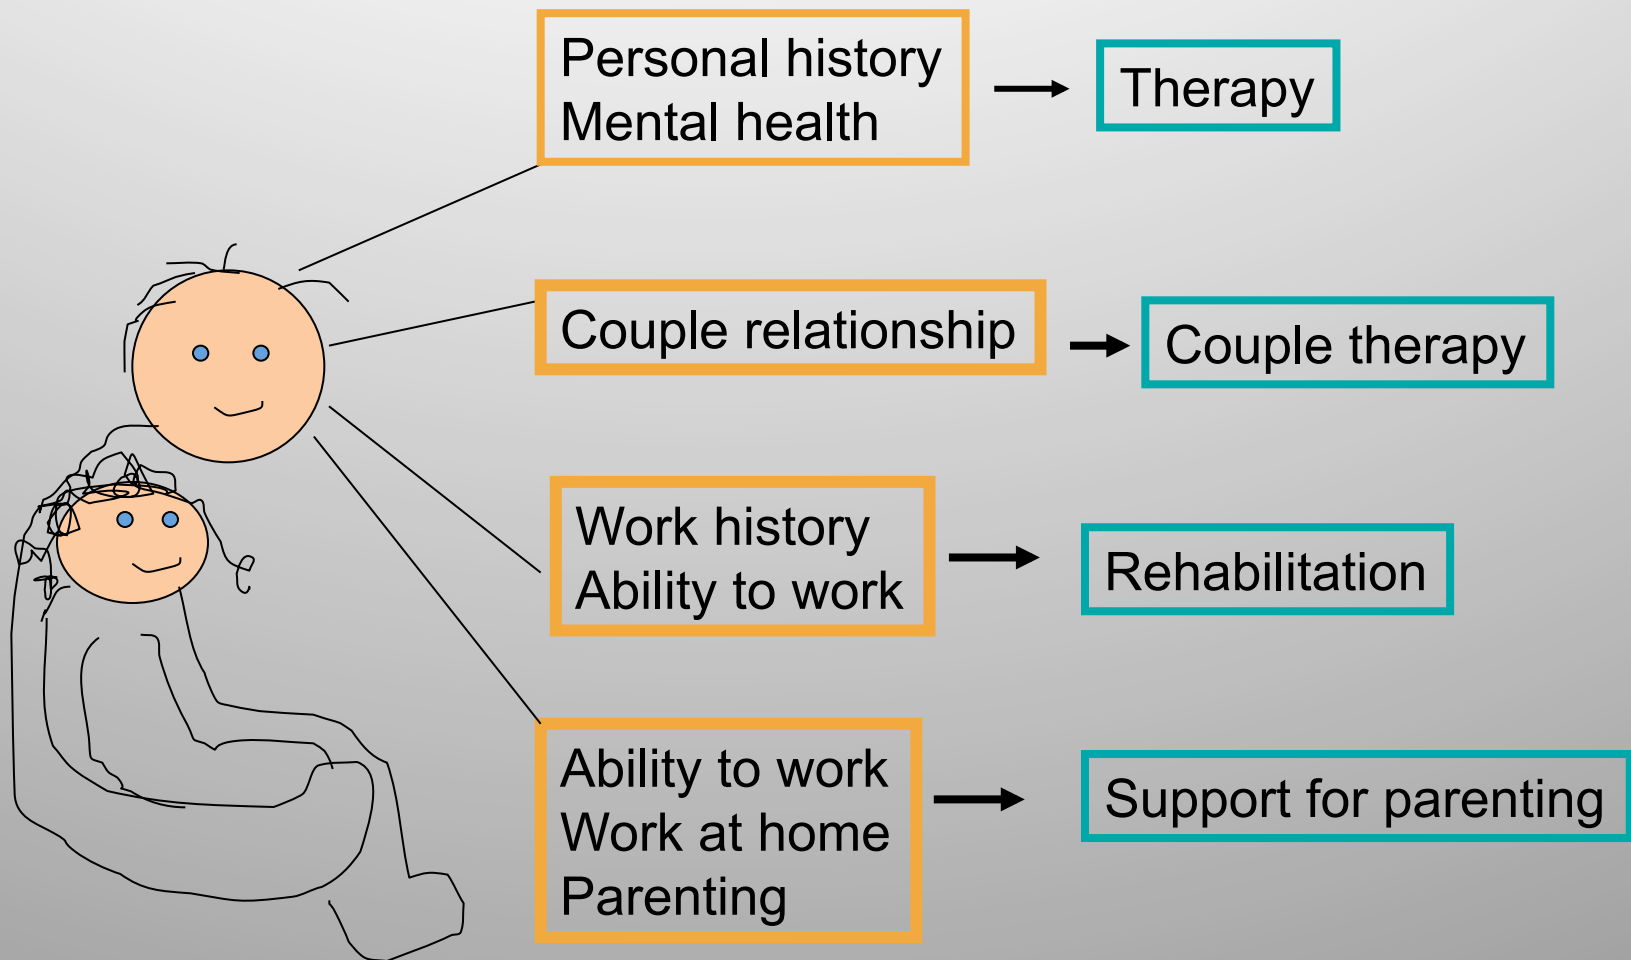 Personal history
Mental health
Therapy
Couple relationship
Couple therapy
Work history
Ability to work
Rehabilitation
Ability to work
Work at home
Parenting
Support for parenting